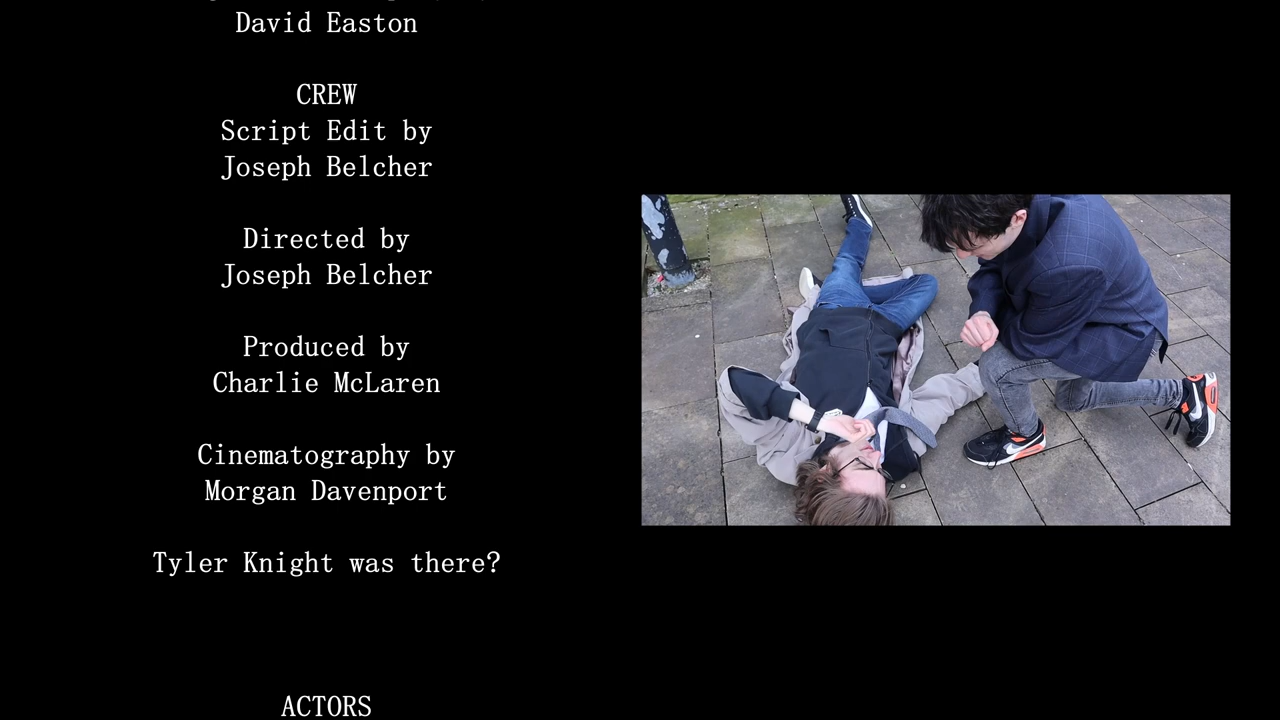 David Easton
CREW
Script Edit by
Joseph Belcher
Directed by
Joseph Belcher
Produced by
Charlie McLaren
Cinematography by
Morgan Davenport
Tyler Knight was there?
ACTORS